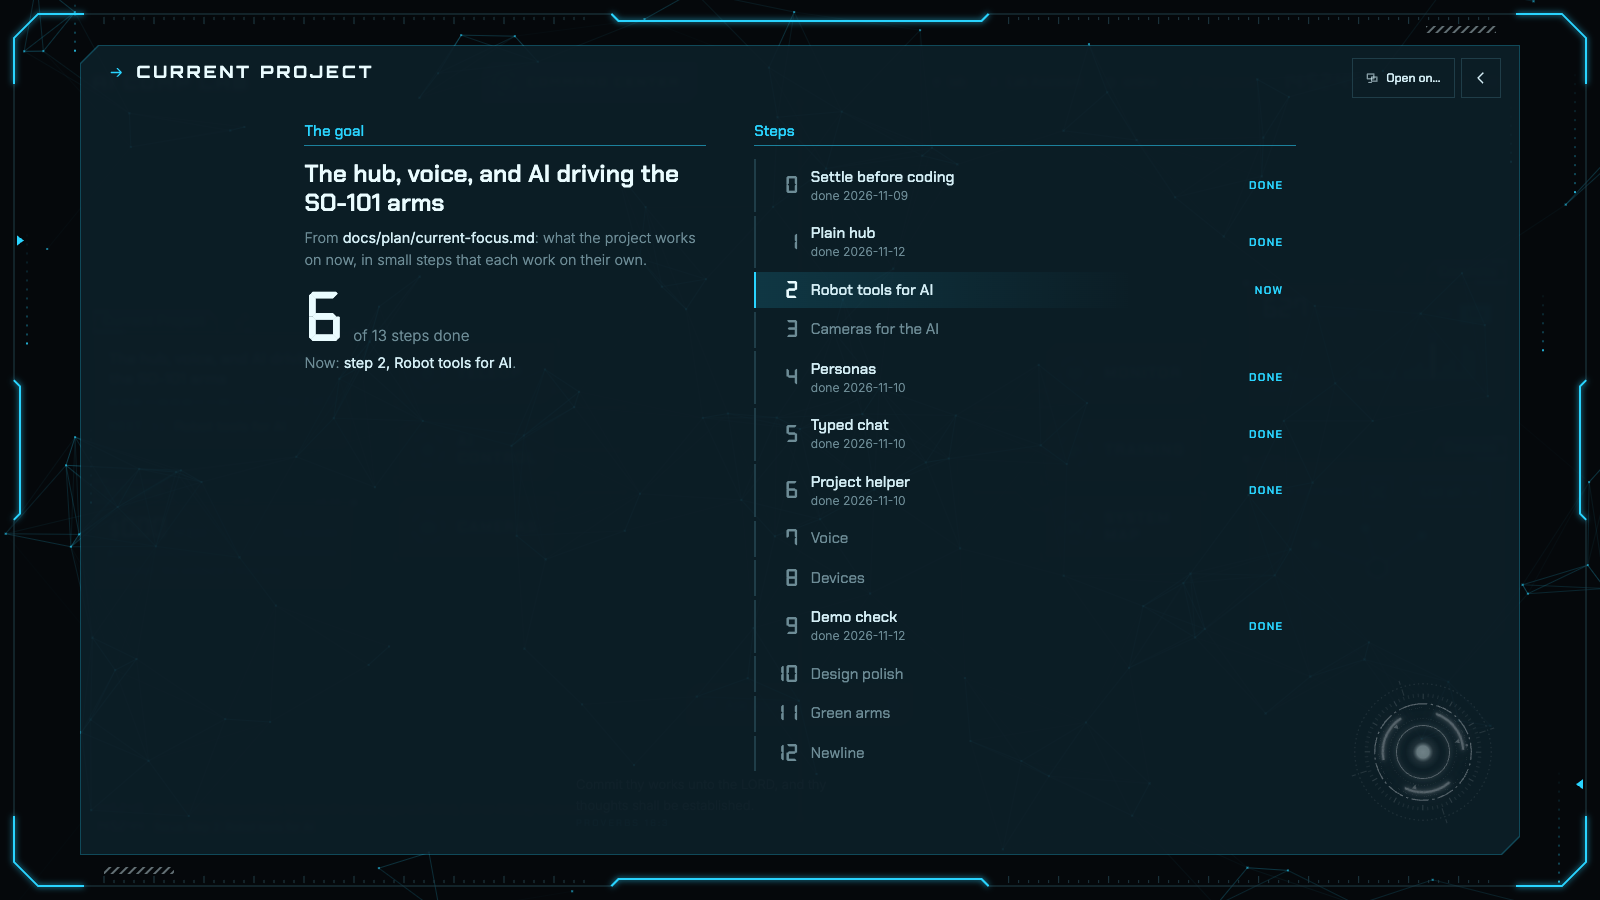 CURRENT PROJECT
Open on...
The goal
The hub, voice, and AI driving the
SO-101 arms
From docs/plan/current-focus.md: what the project works
on now, in small steps that each work on their own.
6 of 13 steps done
Now: step 2, Robot tools for AI.
Steps
0 Settle before coding DONE
done 2026-11-09
1 Plain hub DONE
done 2026-11-12
2 Robot tools for AI NOW
3 Cameras for the AI
4 Personas DONE
done 2026-11-10
5 Typed chat DONE
done 2026-11-10
6 Project helper DONE
done 2026-11-10
7 Voice
8 Devices
9 Demo check DONE
done 2026-11-12
10 Design polish
11 Green arms
12 Newline